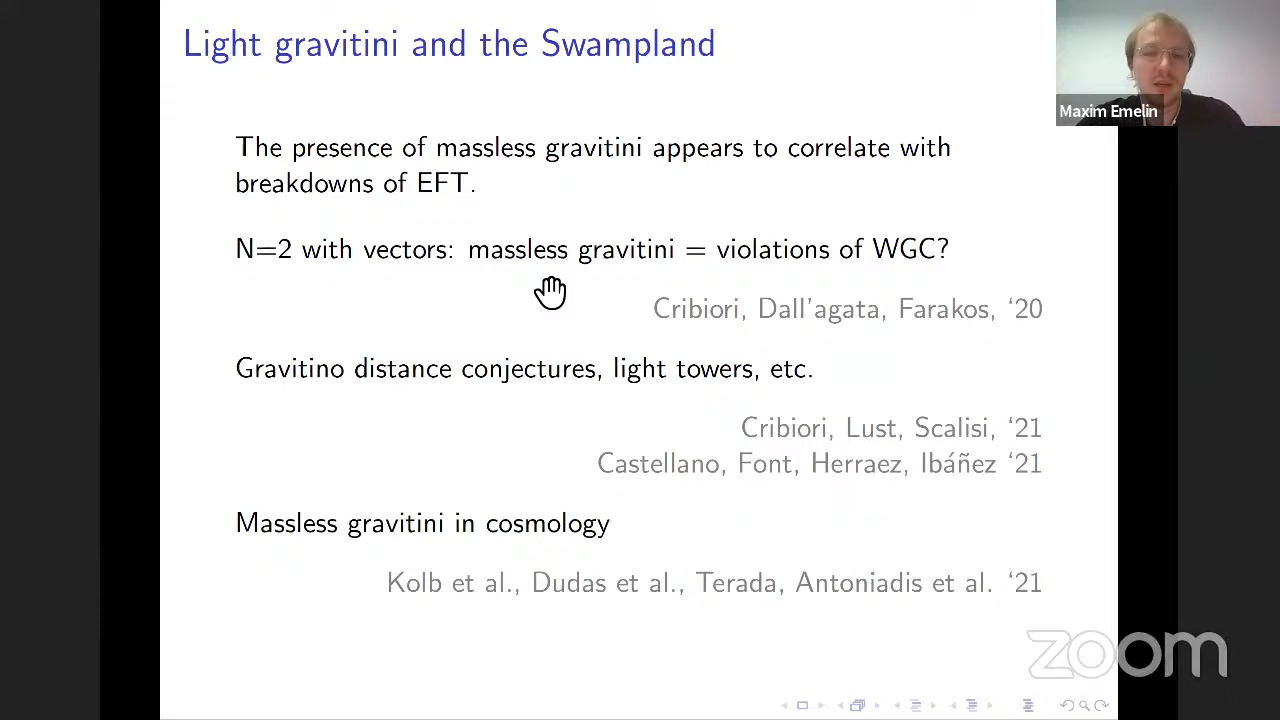 Light gravitini and the Swampland
Maxim Emelin
The presence of massless gravitini appears to correlate with
breakdowns of EFT.
N=2 with vectors: massless gravitini = violations of WGC?
Cribiori, Dall'agata, Farakos, ‘20
Gravitino distance conjectures, light towers, etc.
Cribiori, Lust, Scalisi, ‘21
Castellano, Font, Herraez, Ibáñez ‘21
Massless gravitini in cosmology
Kolb et al., Dudas et al., Terada, Antoniadis et al. ‘21
zoom